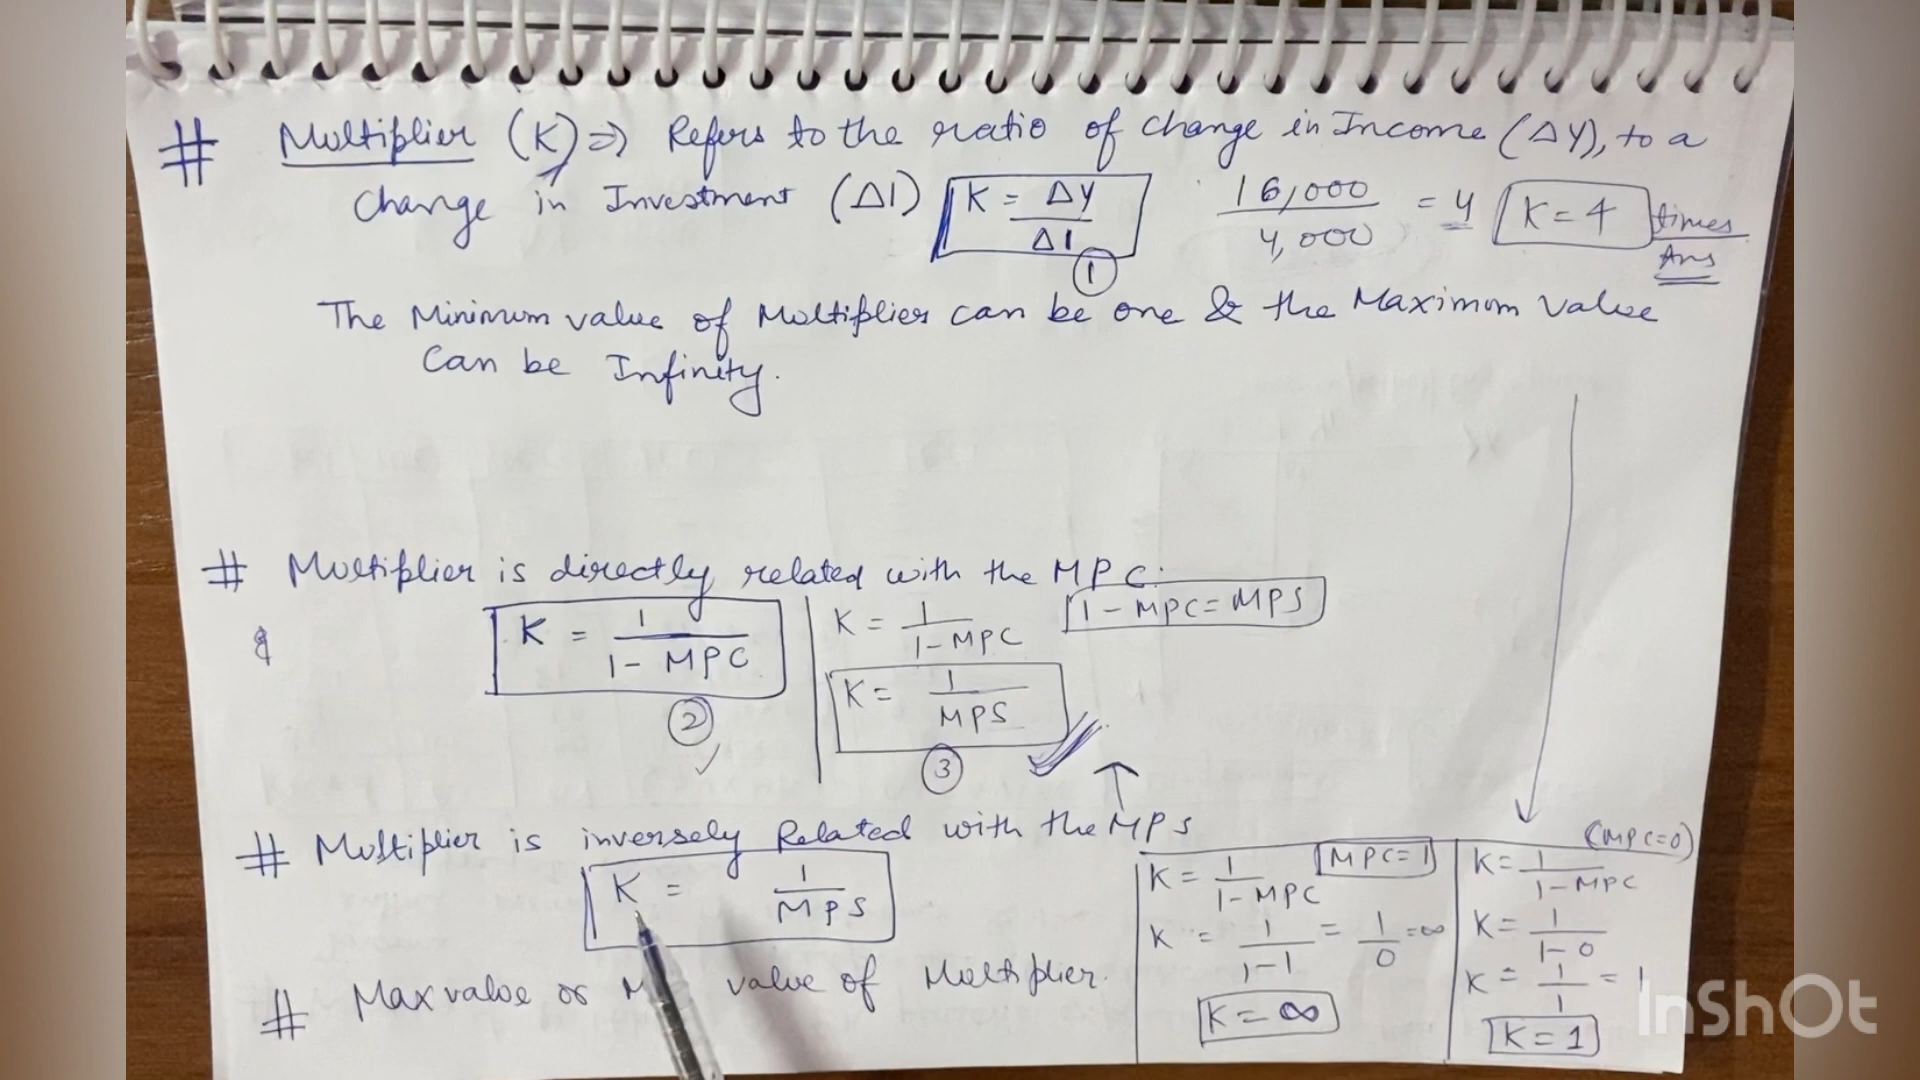 # Multiplier (K) ⇒ Refers to the ratio of change in Income (ΔY), to a
change in Investment (ΔI) K = ΔY/ΔI 16,000/4,000 = 4 K = 4 times Ans
①
The Minimum value of Multiplier can be one & the Maximum Value
Can be Infinity.
# Multiplier is directly related with the MPC.
K = 1/1-MPC
②
K = 1/1-MPC 1-MPC = MPS
K = 1/MPS
③
# Multiplier is inversely Related with the MPS
K = 1/MPS
# Max value or value of Multiplier.
K = 1/1-MPC MPC=1
K = 1/1-1 = 1/0 = ∞
K = ∞
(MPC=0)
K = 1/1-MPC
K = 1/1-0
K = 1/1 = 1
K = 1
InShOt